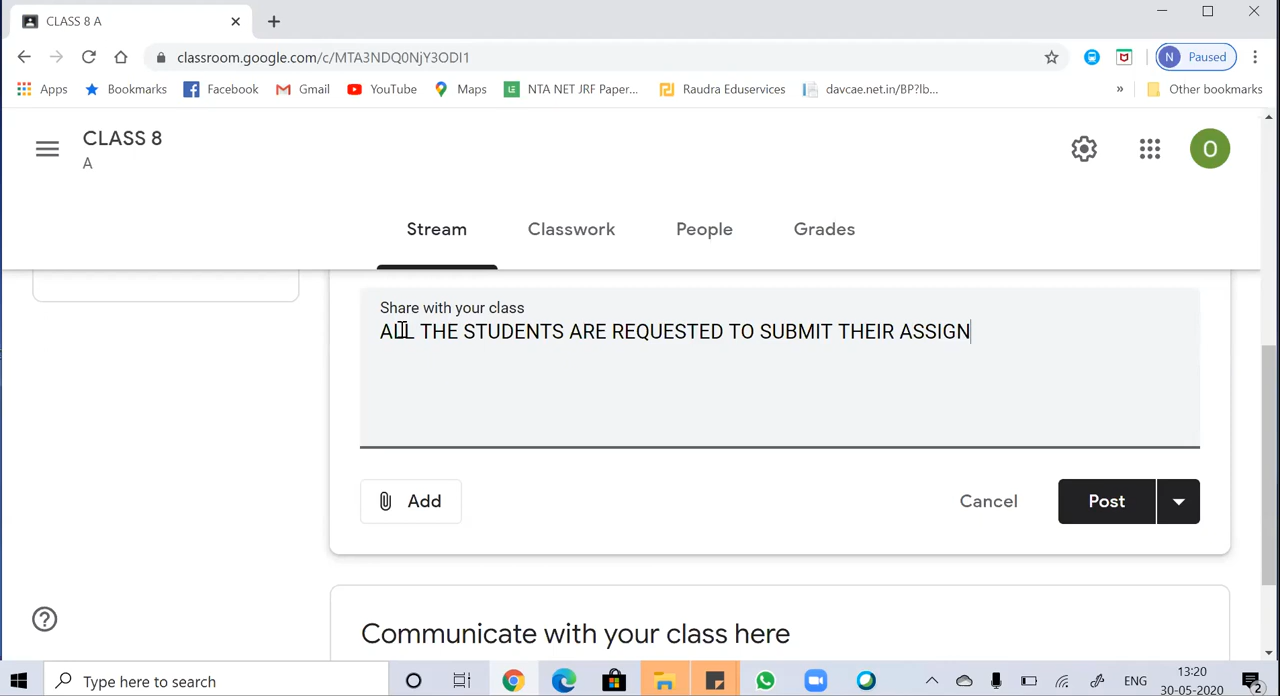 CLASS 8 A
classroom.google.com/c/MTA3NDQ0NjY3ODI1
N Paused
Apps Bookmarks Facebook Gmail YouTube Maps NTA NET JRF Paper... Raudra Eduservices davcae.net.in/BP?lb... » Other bookmarks
CLASS 8
A
O
Stream Classwork People Grades
Share with your class
ALL THE STUDENTS ARE REQUESTED TO SUBMIT THEIR ASSIGN
Add Cancel Post
Communicate with your class here
Type here to search
ENG
13:20
30-05-2020
2